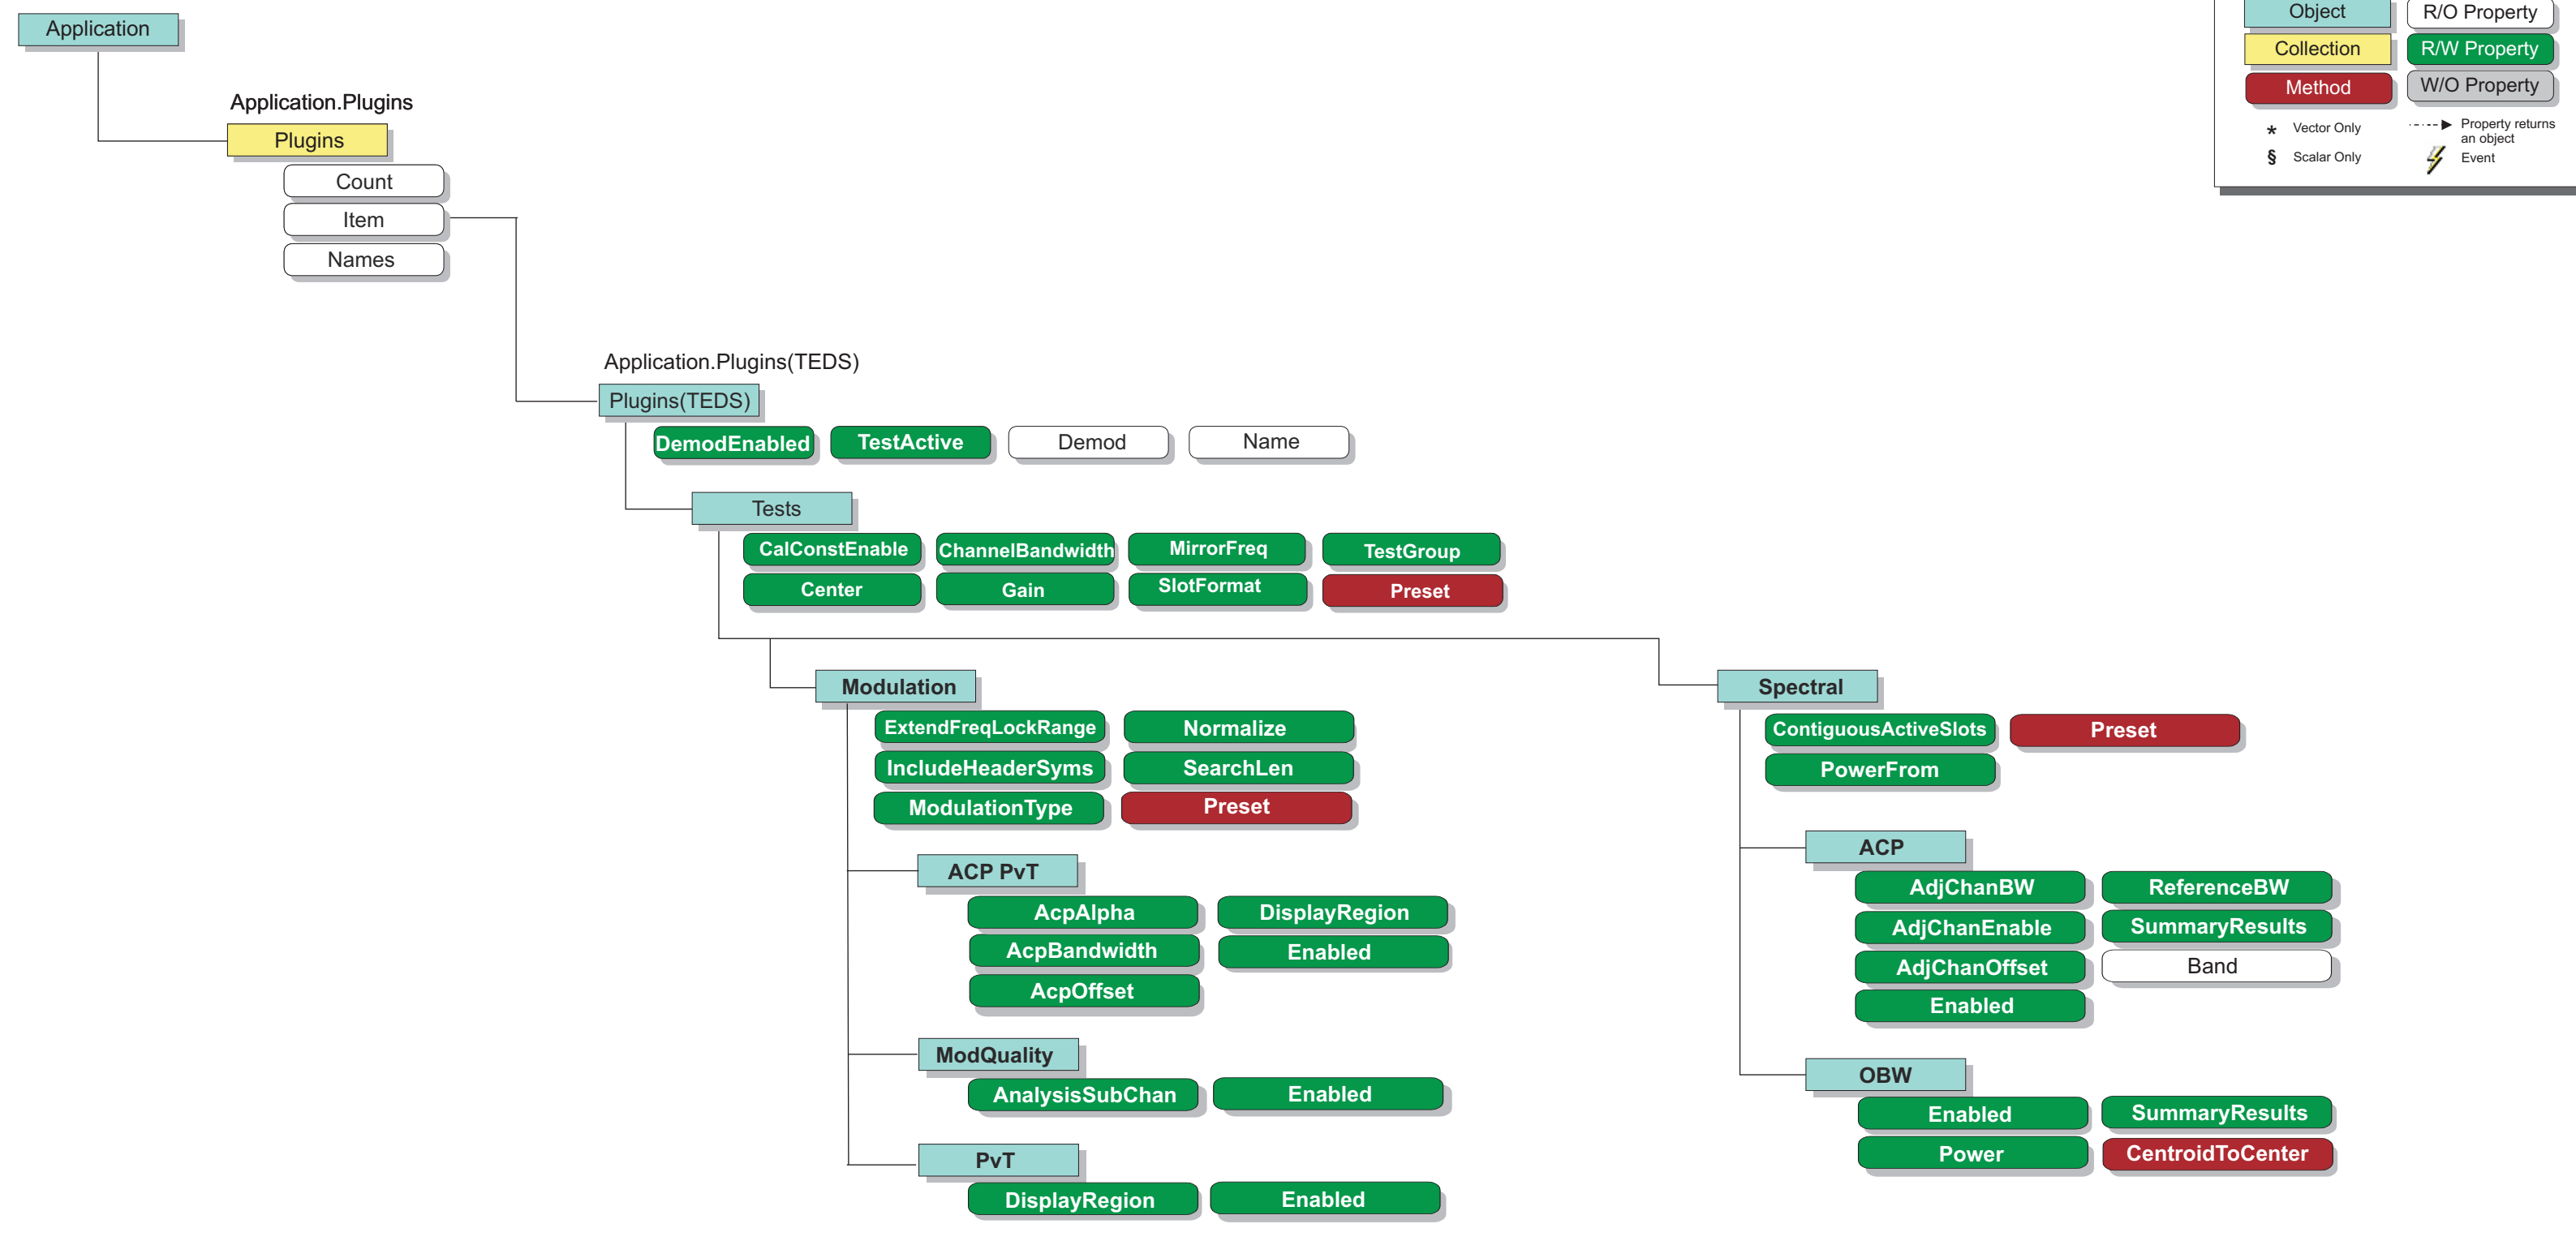 Application
Object
R/O Property
Collection
R/W Property
Method
W/O Property
* Vector Only
Property returns
an object
§ Scalar Only
Event
Application.Plugins
Plugins
Count
Item
Names
Application.Plugins(TEDS)
Plugins(TEDS)
DemodEnabled
TestActive
Demod
Name
Tests
CalConstEnable
ChannelBandwidth
MirrorFreq
TestGroup
Center
Gain
SlotFormat
Preset
Modulation
ExtendFreqLockRange
Normalize
IncludeHeaderSyms
SearchLen
ModulationType
Preset
ACP PvT
AcpAlpha
DisplayRegion
AcpBandwidth
Enabled
AcpOffset
ModQuality
AnalysisSubChan
Enabled
PvT
DisplayRegion
Enabled
Spectral
ContiguousActiveSlots
Preset
PowerFrom
ACP
AdjChanBW
ReferenceBW
AdjChanEnable
SummaryResults
AdjChanOffset
Band
Enabled
OBW
Enabled
SummaryResults
Power
CentroidToCenter